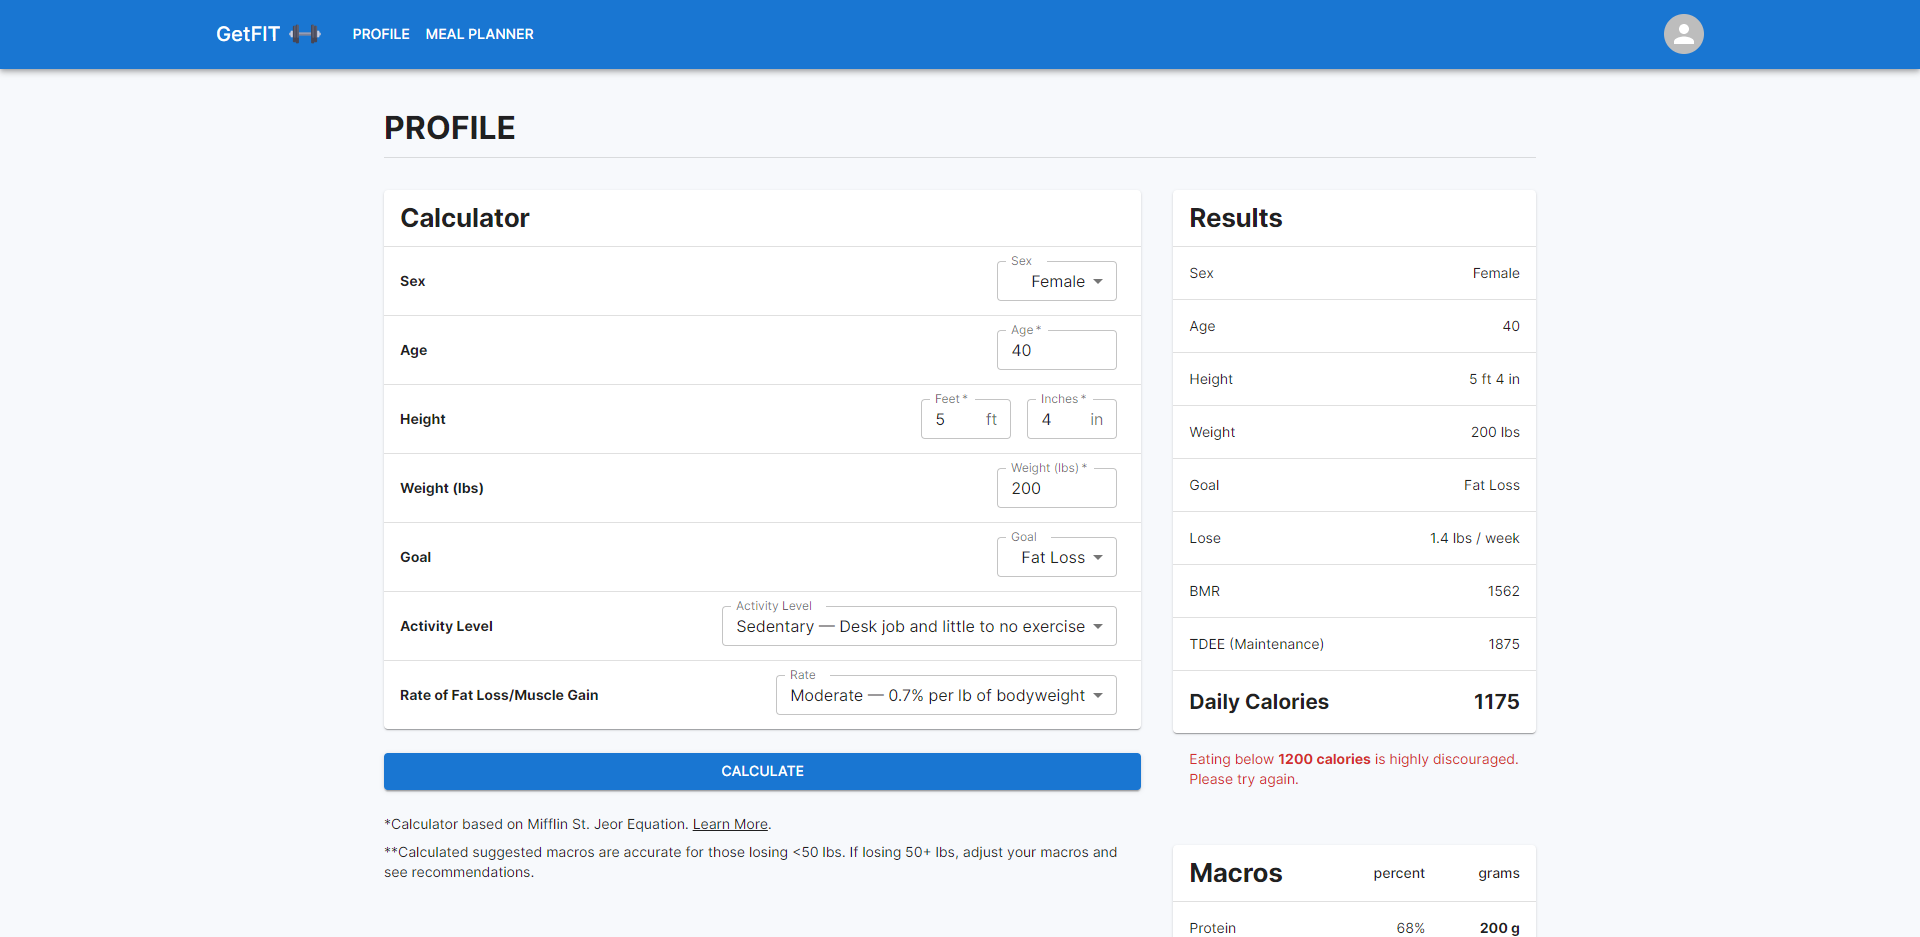 GetFIT
PROFILE
MEAL PLANNER
PROFILE
Calculator
Sex
Sex
Female
Age
Age *
40
Height
Feet *
5 ft
Inches *
4 in
Weight (lbs)
Weight (lbs) *
200
Goal
Goal
Fat Loss
Activity Level
Activity Level
Sedentary — Desk job and little to no exercise
Rate of Fat Loss/Muscle Gain
Rate
Moderate — 0.7% per lb of bodyweight
CALCULATE
*Calculator based on Mifflin St. Jeor Equation. Learn More.
**Calculated suggested macros are accurate for those losing <50 lbs. If losing 50+ lbs, adjust your macros and
see recommendations.
Results
Sex Female
Age 40
Height 5 ft 4 in
Weight 200 lbs
Goal Fat Loss
Lose 1.4 lbs / week
BMR 1562
TDEE (Maintenance) 1875
Daily Calories 1175
Eating below 1200 calories is highly discouraged.
Please try again.
Macros percent grams
Protein 68% 200 g